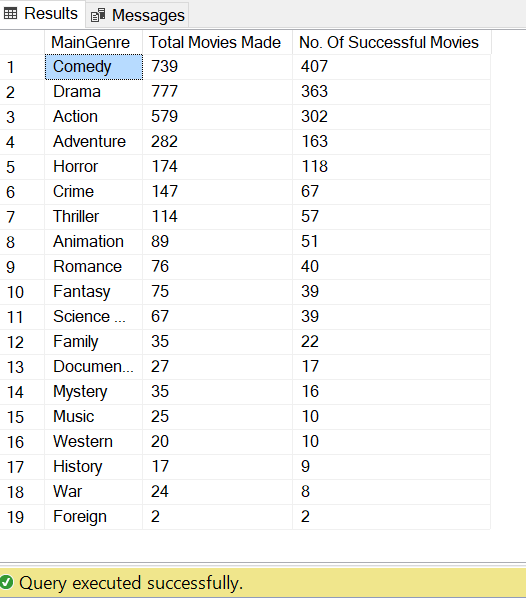 Results Messages
MainGenre Total Movies Made No. Of Successful Movies
1 Comedy 739 407
2 Drama 777 363
3 Action 579 302
4 Adventure 282 163
5 Horror 174 118
6 Crime 147 67
7 Thriller 114 57
8 Animation 89 51
9 Romance 76 40
10 Fantasy 75 39
11 Science ... 67 39
12 Family 35 22
13 Documen... 27 17
14 Mystery 35 16
15 Music 25 10
16 Western 20 10
17 History 17 9
18 War 24 8
19 Foreign 2 2
Query executed successfully.